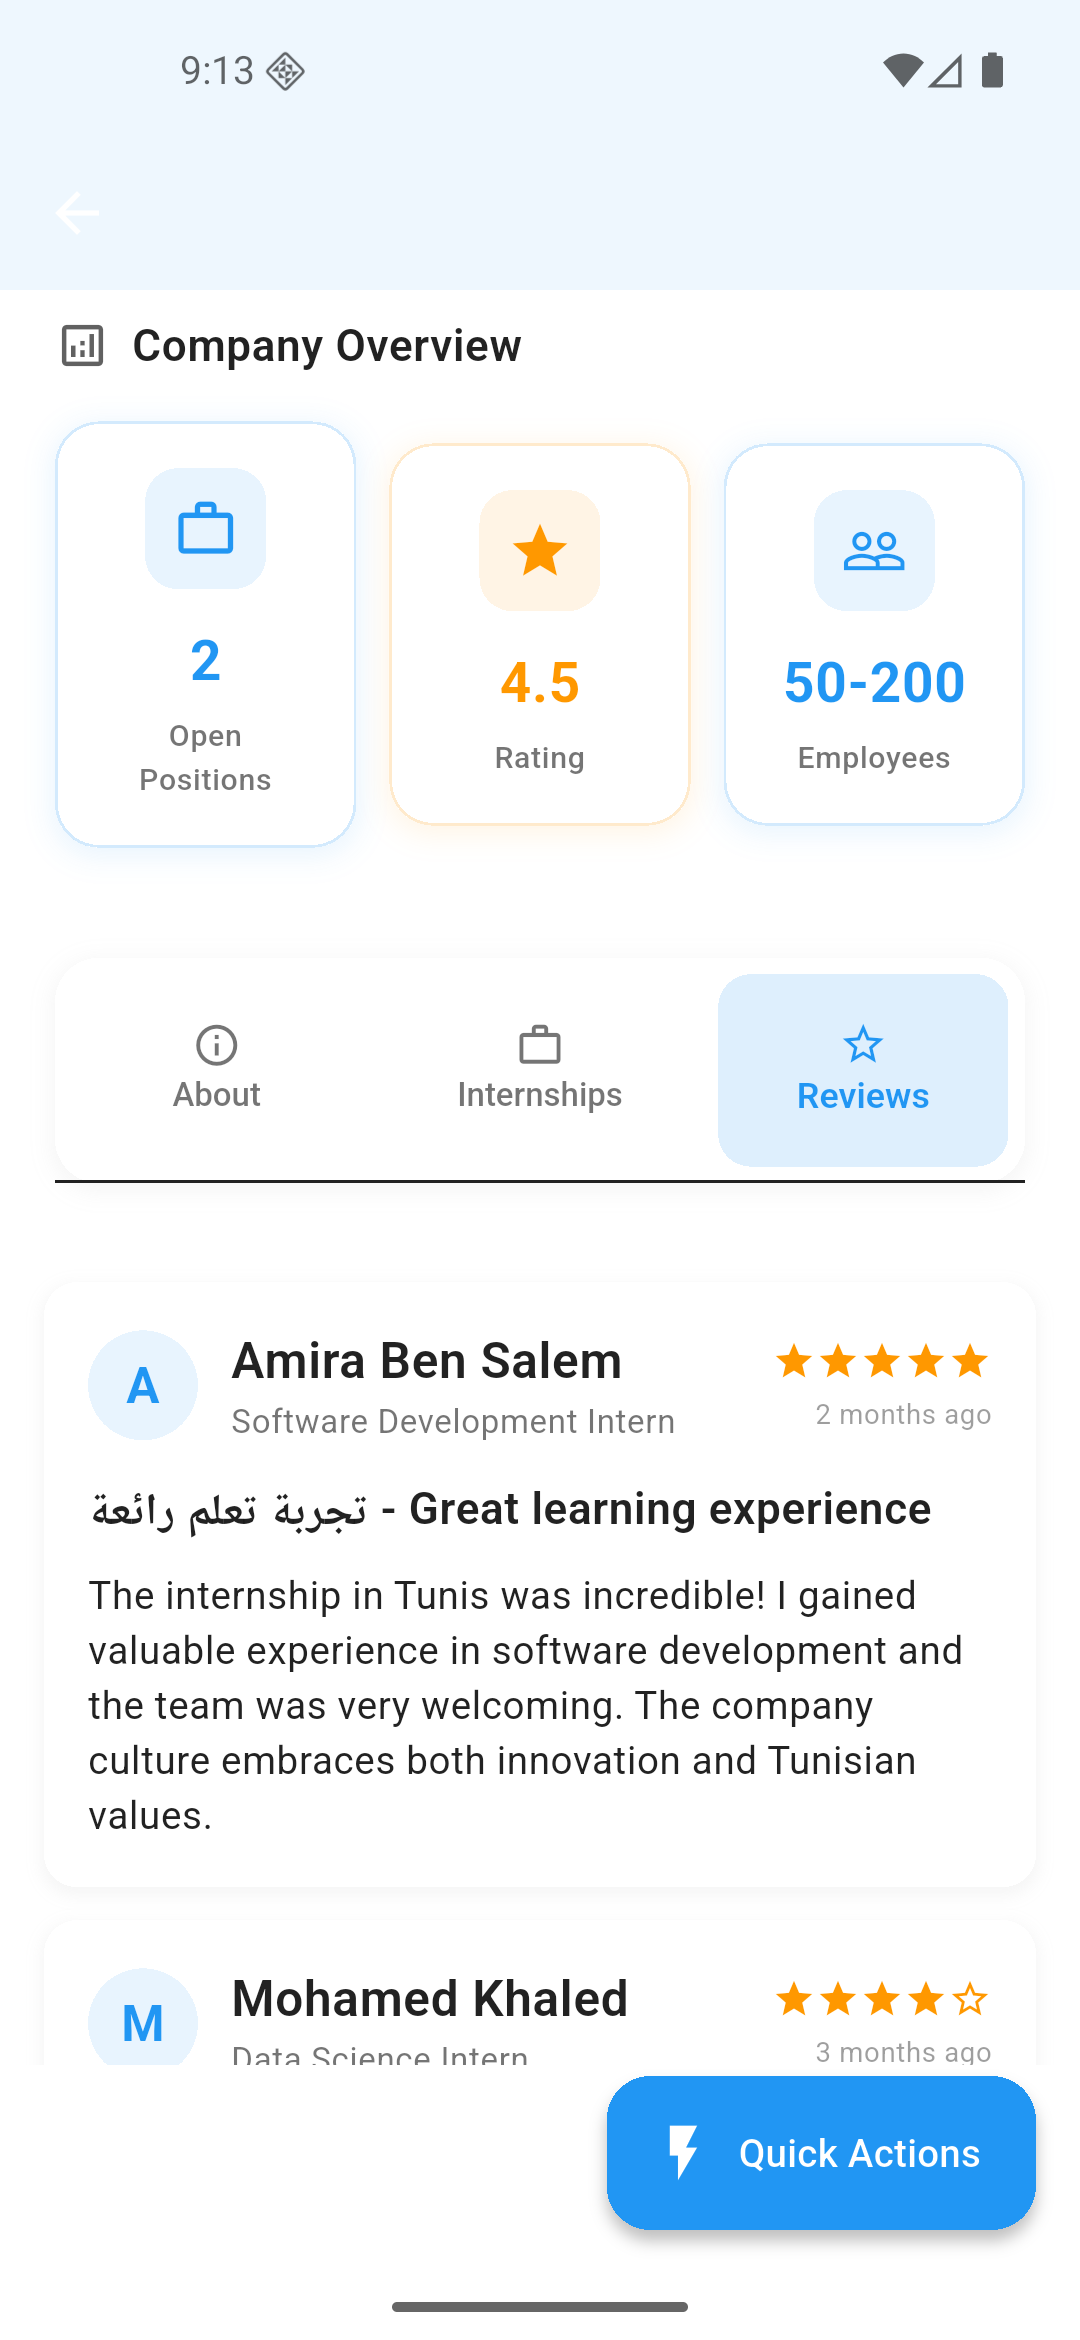 9:13
Company Overview
2
Open
Positions
4.5
Rating
50-200
Employees
About
Internships
Reviews
A
Amira Ben Salem
Software Development Intern
2 months ago
تجربة تعلم رائعة - Great learning experience
The internship in Tunis was incredible! I gained
valuable experience in software development and
the team was very welcoming. The company
culture embraces both innovation and Tunisian
values.
M
Mohamed Khaled
Data Science Intern
3 months ago
Quick Actions